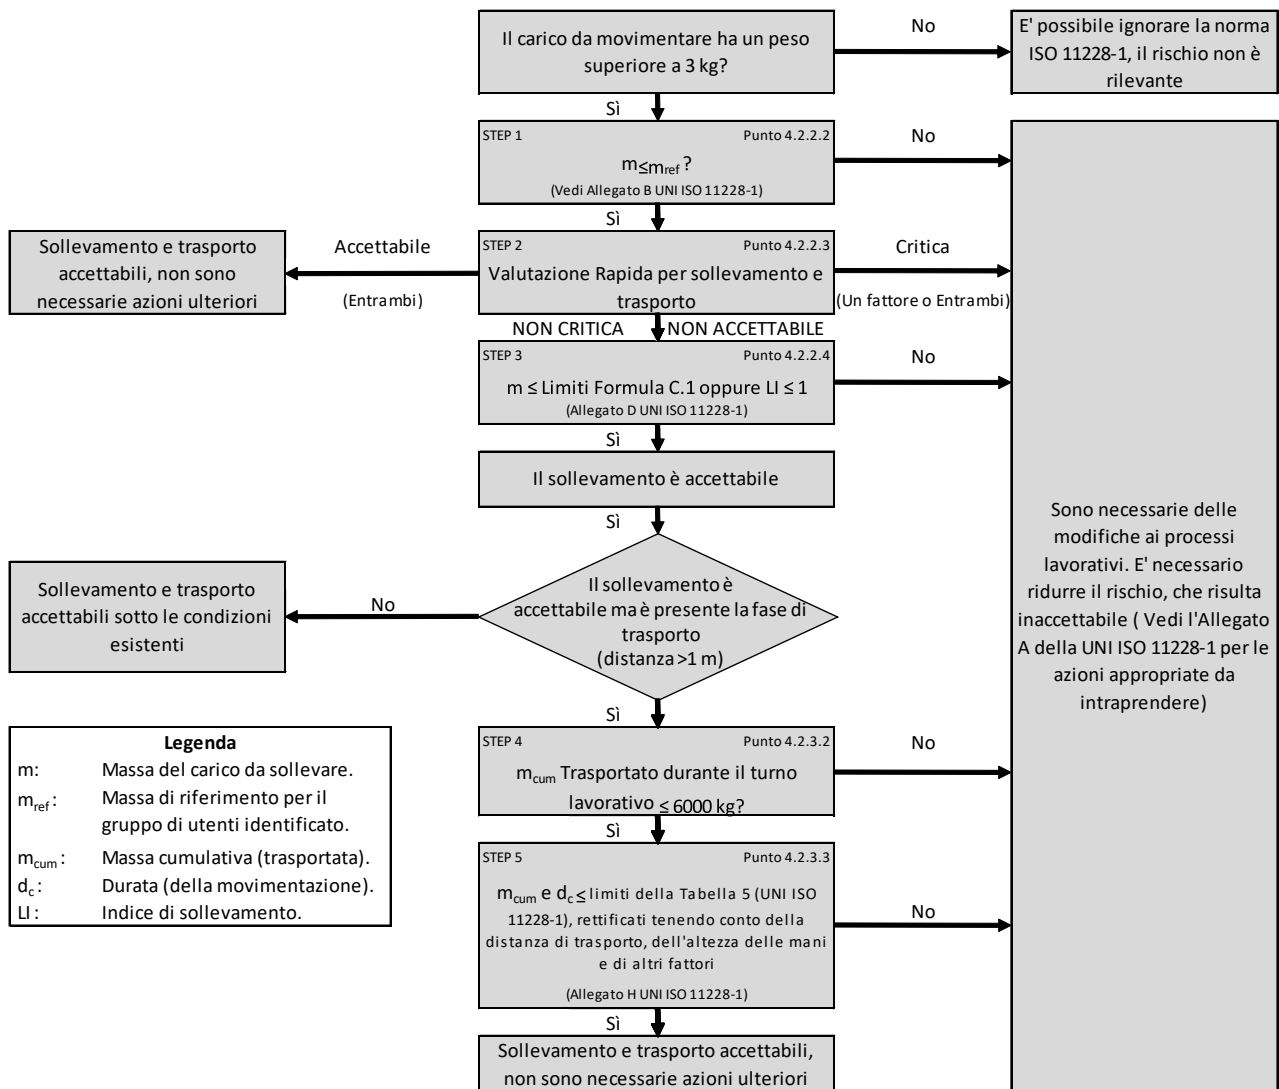 Il carico da movimentare ha un peso
superiore a 3 kg?
No
E' possibile ignorare la norma
ISO 11228-1, il rischio non è
rilevante
Sì
STEP 1 Punto 4.2.2.2
m≤mref ?
(Vedi Allegato B UNI ISO 11228-1)
No
Sì
Sollevamento e trasporto
accettabili, non sono
necessarie azioni ulteriori
Accettabile
(Entrambi)
STEP 2 Punto 4.2.2.3
Valutazione Rapida per sollevamento e
trasporto
Critica
(Un fattore o Entrambi)
NON CRITICA NON ACCETTABILE
STEP 3 Punto 4.2.2.4
m ≤ Limiti Formula C.1 oppure LI ≤ 1
(Allegato D UNI ISO 11228-1)
No
Sì
Il sollevamento è accettabile
Sì
Sollevamento e trasporto
accettabili sotto le condizioni
esistenti
No
Il sollevamento è
accettabile ma è presente la fase di
trasporto
(distanza >1 m)
Sono necessarie delle
modifiche ai processi
lavorativi. E' necessario
ridurre il rischio, che risulta
inaccettabile ( Vedi l'Allegato
A della UNI ISO 11228-1 per le
azioni appropriate da
intraprendere)
Sì
STEP 4 Punto 4.2.3.2
mcum Trasportato durante il turno
lavorativo ≤ 6000 kg?
No
Sì
STEP 5 Punto 4.2.3.3
mcum e dc ≤ limiti della Tabella 5 (UNI ISO
11228-1), rettificati tenendo conto della
distanza di trasporto, dell'altezza delle mani
e di altri fattori
(Allegato H UNI ISO 11228-1)
No
Sì
Sollevamento e trasporto accettabili,
non sono necessarie azioni ulteriori
Legenda
m: Massa del carico da sollevare.
mref : Massa di riferimento per il
gruppo di utenti identificato.
mcum : Massa cumulativa (trasportata).
dc : Durata (della movimentazione).
LI : Indice di sollevamento.